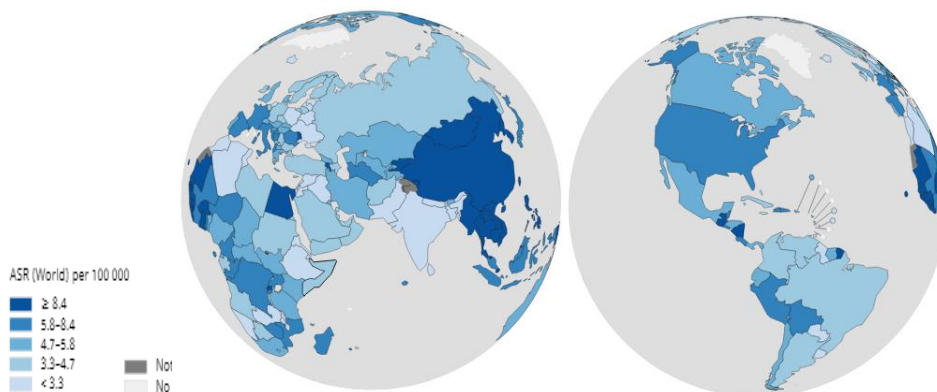 ASR (World) per 100 000
≥ 8.4
5.8–8.4
4.7–5.8
3.3–4.7
< 3.3
Not
No